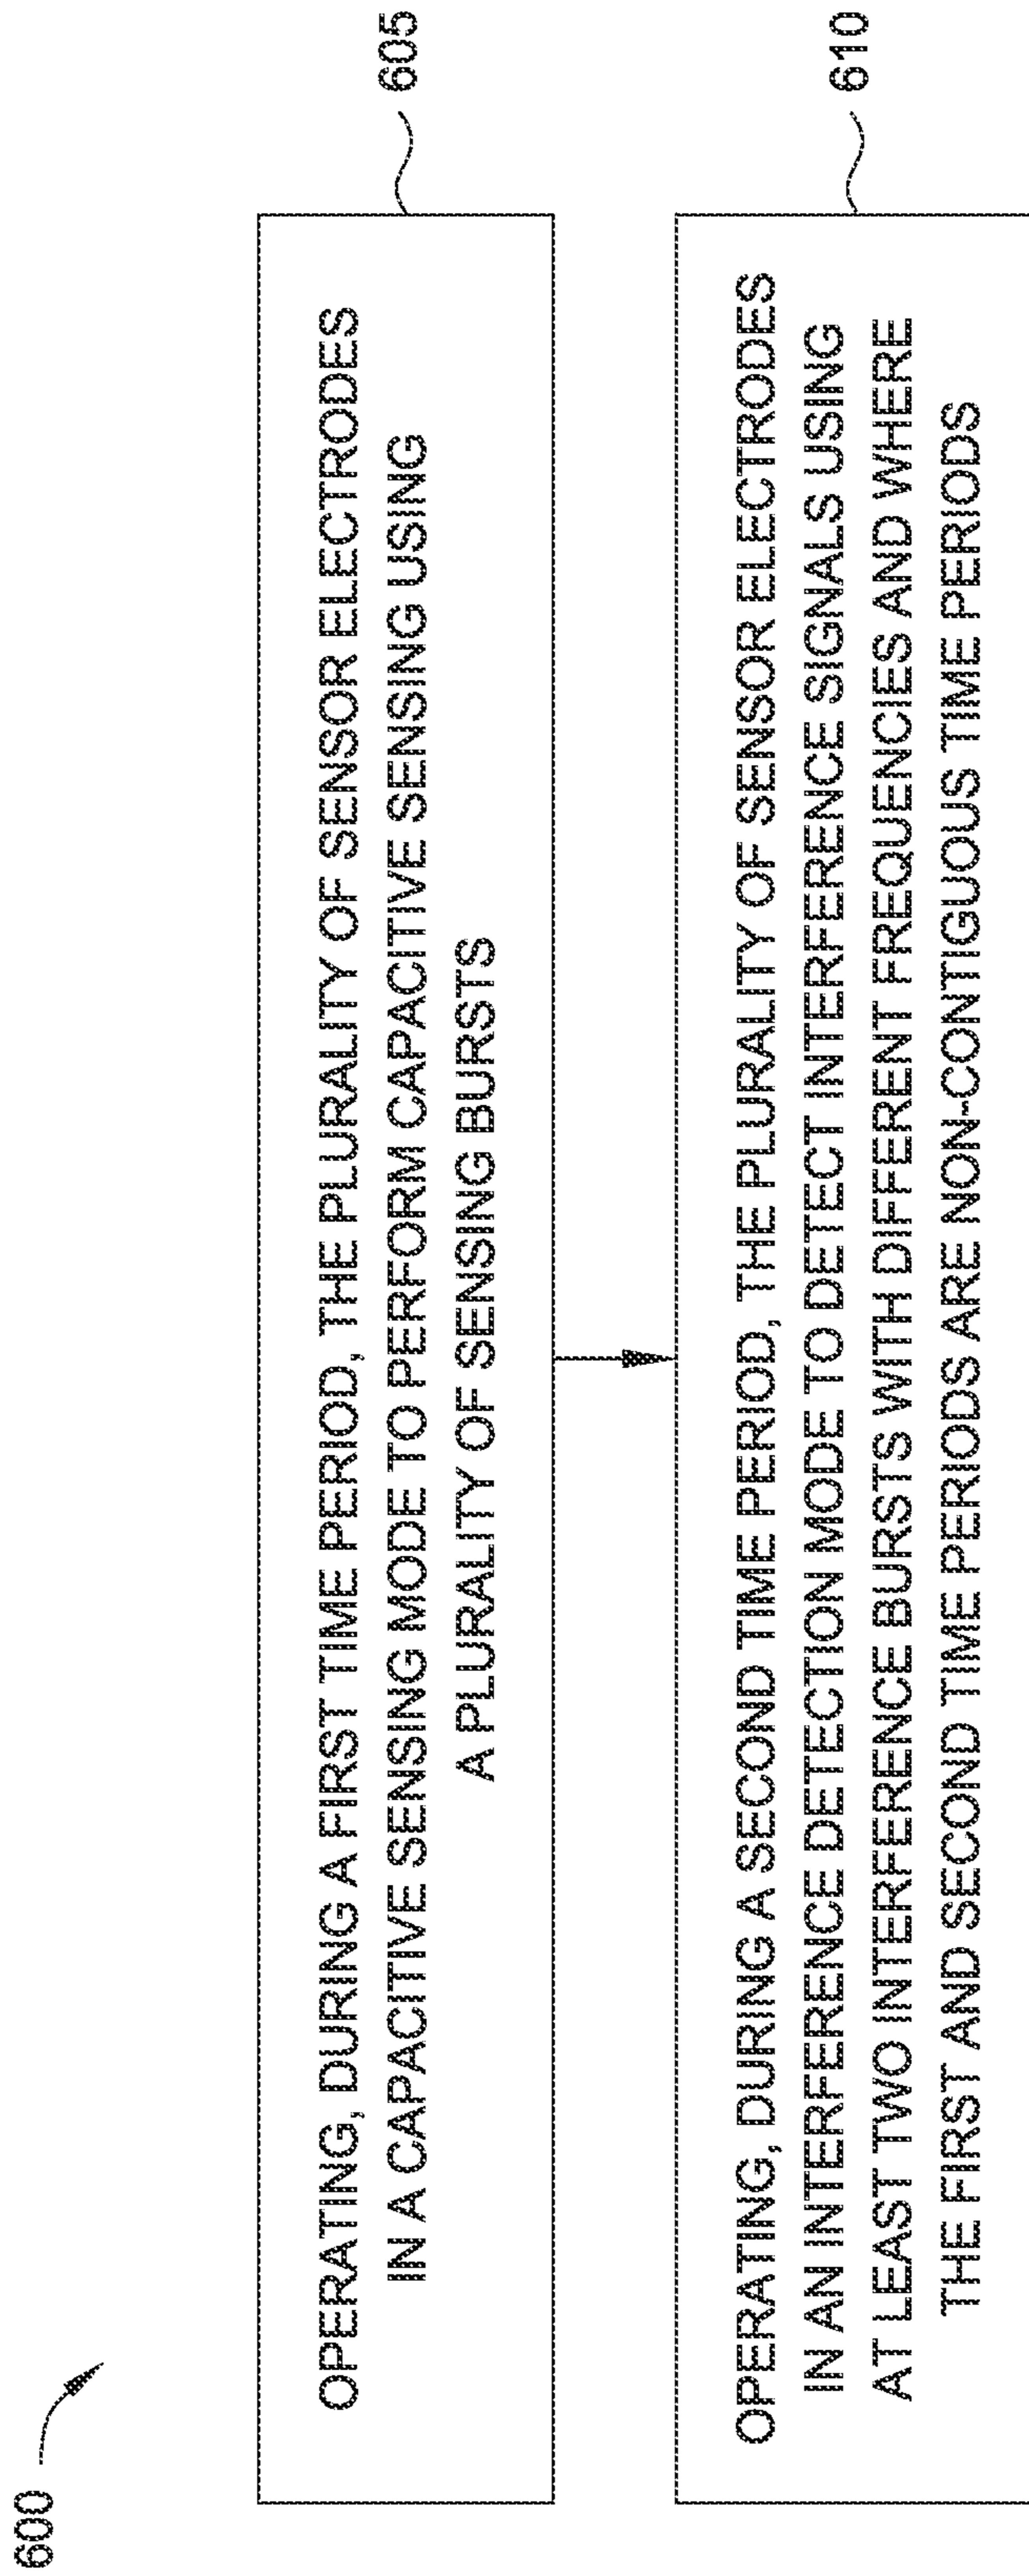 600
OPERATING, DURING A FIRST TIME PERIOD, THE PLURALITY OF SENSOR ELECTRODES
IN A CAPACITIVE SENSING MODE TO PERFORM CAPACITIVE SENSING USING
A PLURALITY OF SENSING BURSTS
605
OPERATING, DURING A SECOND TIME PERIOD, THE PLURALITY OF SENSOR ELECTRODES
IN AN INTERFERENCE DETECTION MODE TO DETECT INTERFERENCE SIGNALS USING
AT LEAST TWO INTERFERENCE BURSTS WITH DIFFERENT FREQUENCIES AND WHERE
THE FIRST AND SECOND TIME PERIODS ARE NON-CONTIGUOUS TIME PERIODS
610